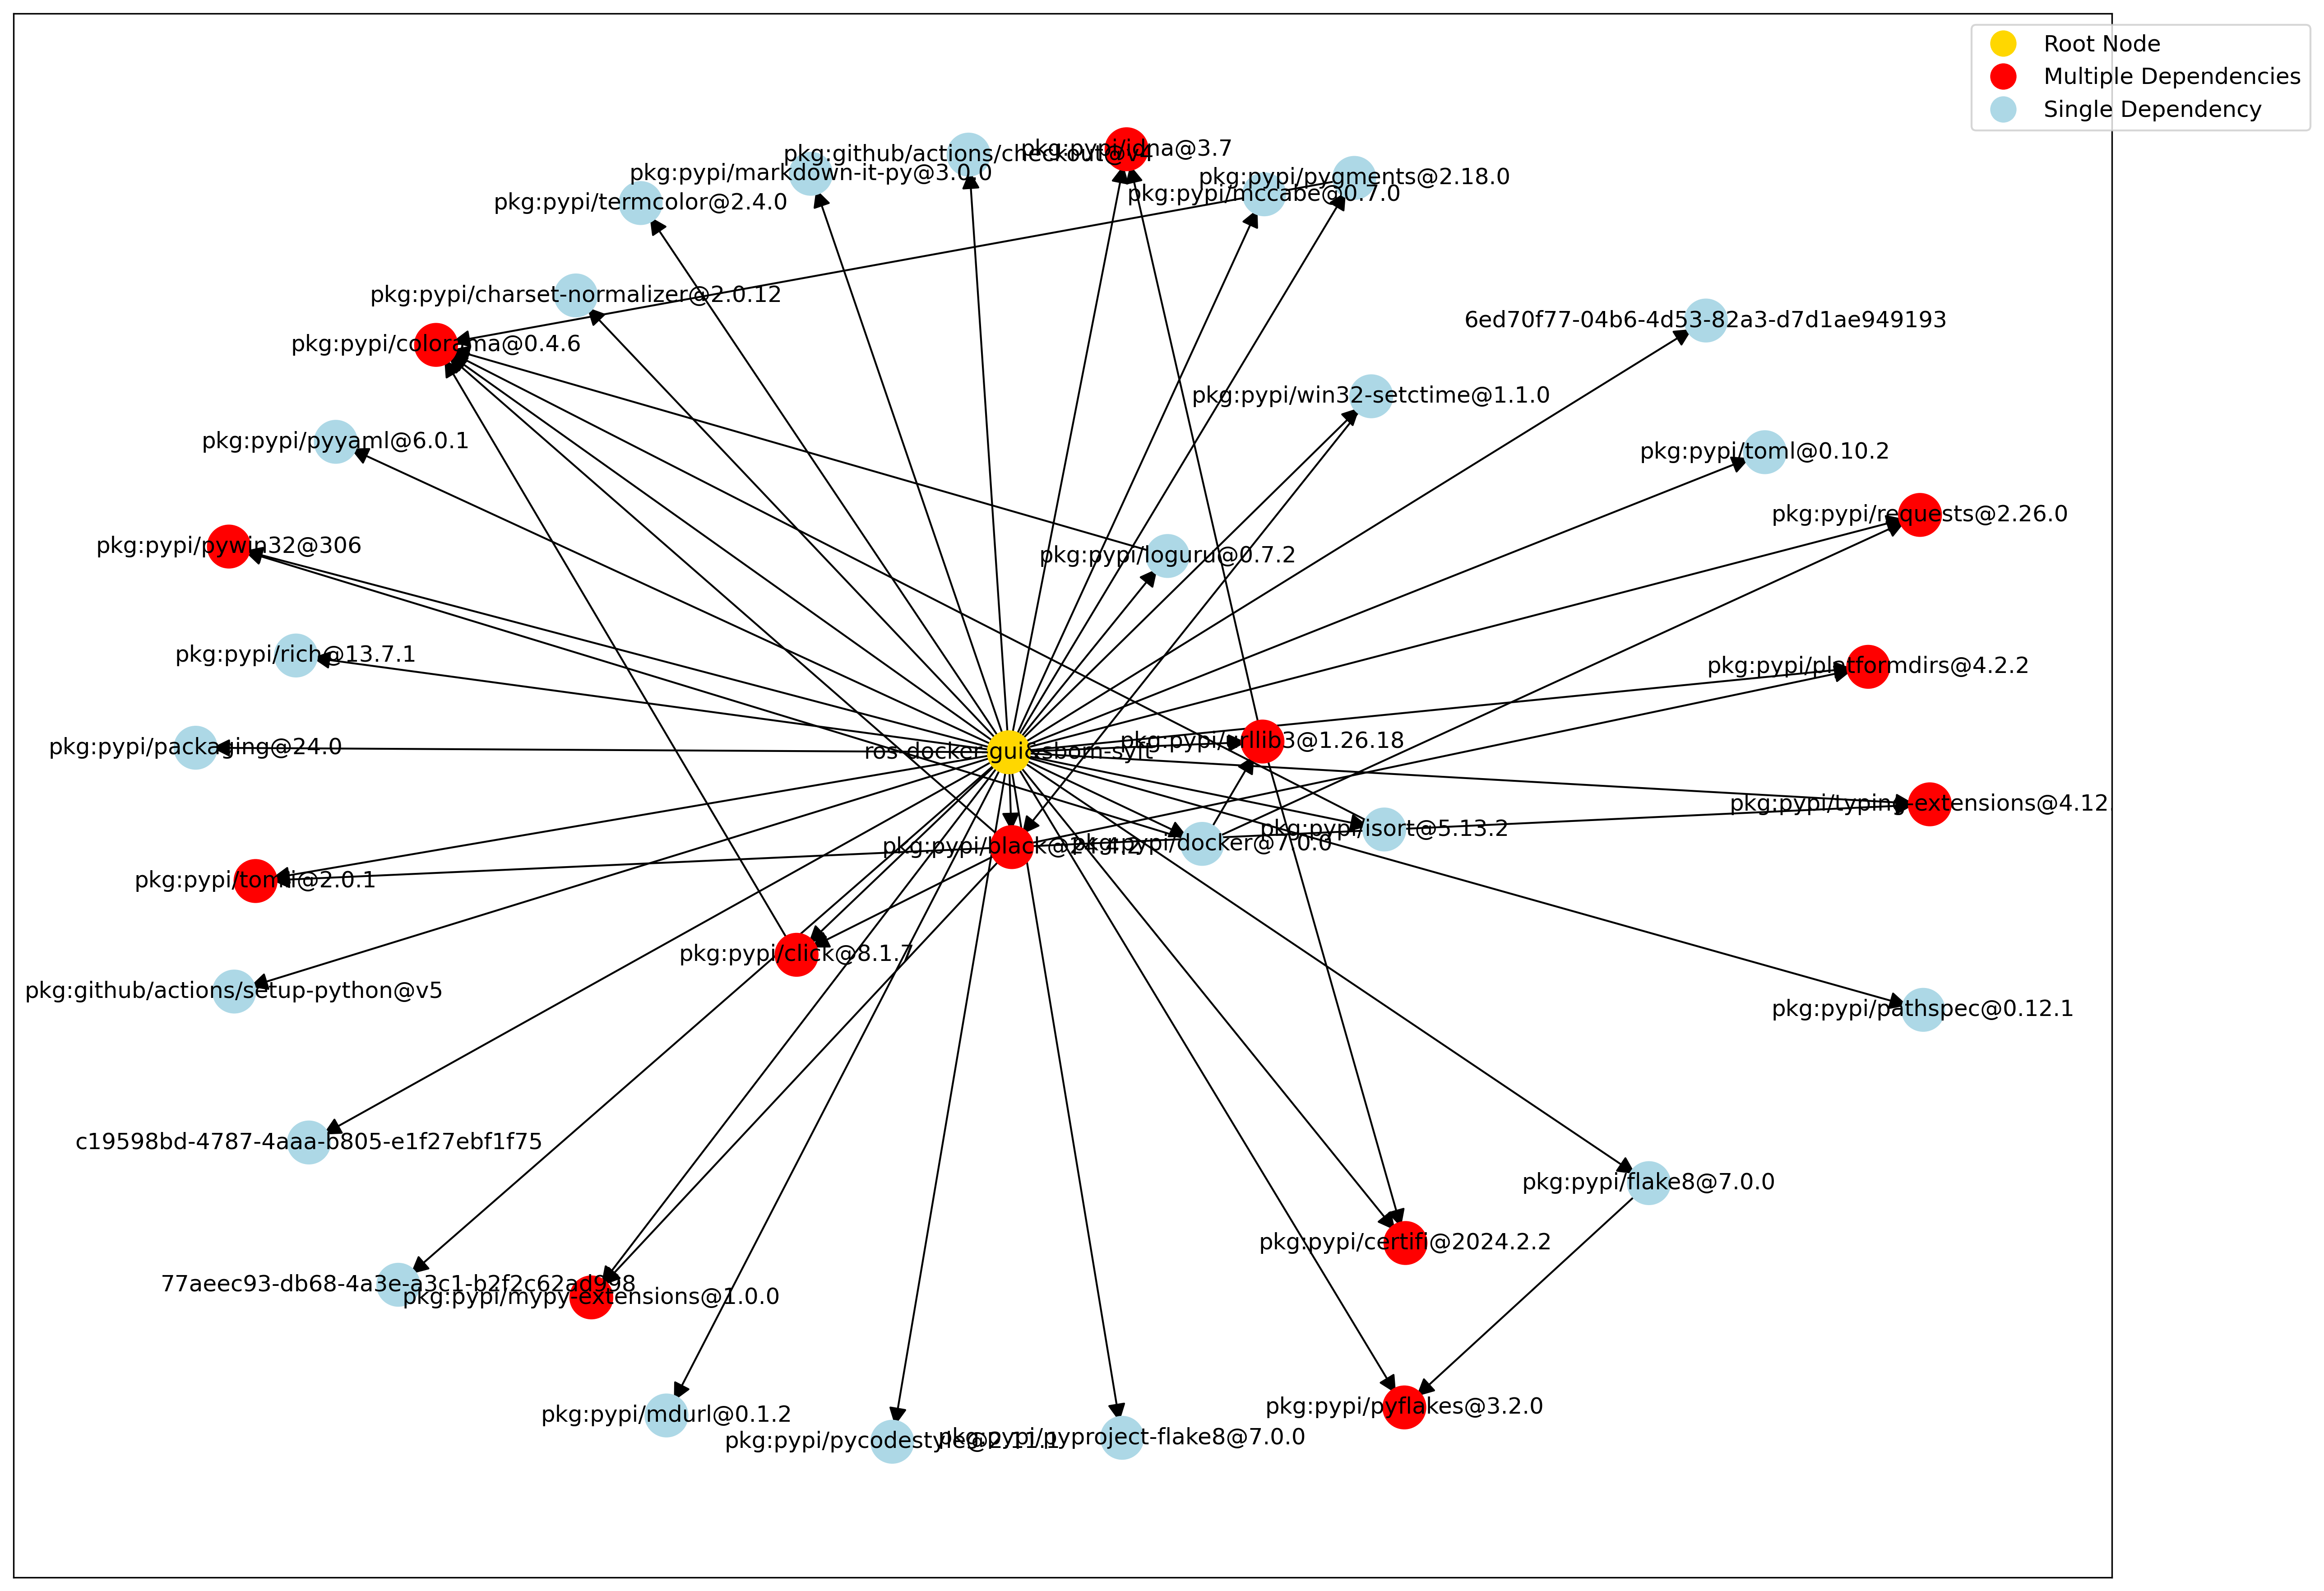 Root Node
Multiple Dependencies
Single Dependency
pkg:pypi/idna@3.7
pkg:github/actions/checkout@v4
pkg:pypi/markdown-it-py@3.0.0
pkg:pypi/pygments@2.18.0
pkg:pypi/mccabe@0.7.0
pkg:pypi/termcolor@2.4.0
pkg:pypi/charset-normalizer@2.0.12
6ed70f77-04b6-4d53-82a3-d7d1ae949193
pkg:pypi/colorama@0.4.6
pkg:pypi/win32-setctime@1.1.0
pkg:pypi/pyyaml@6.0.1
pkg:pypi/toml@0.10.2
pkg:pypi/requests@2.26.0
pkg:pypi/pywin32@306
pkg:pypi/loguru@0.7.2
pkg:pypi/rich@13.7.1
pkg:pypi/platformdirs@4.2.2
pkg:pypi/packaging@24.0
pkg:pypi/urllib3@1.26.18
pkg:pypi/typing-extensions@4.12
pkg:pypi/isort@5.13.2
pkg:pypi/black@24.4.2
pkg:pypi/docker@7.0.0
pkg:pypi/tomli@2.0.1
pkg:pypi/click@8.1.7
pkg:github/actions/setup-python@v5
pkg:pypi/pathspec@0.12.1
c19598bd-4787-4aaa-b805-e1f27ebf1f75
pkg:pypi/flake8@7.0.0
pkg:pypi/certifi@2024.2.2
77aeec93-db68-4a3e-a3c1-b2f2c62ad998
pkg:pypi/mypy-extensions@1.0.0
pkg:pypi/pyflakes@3.2.0
pkg:pypi/mdurl@0.1.2
pkg:pypi/pycodestyle@2.11.1
pkg:pypi/pyproject-flake8@7.0.0